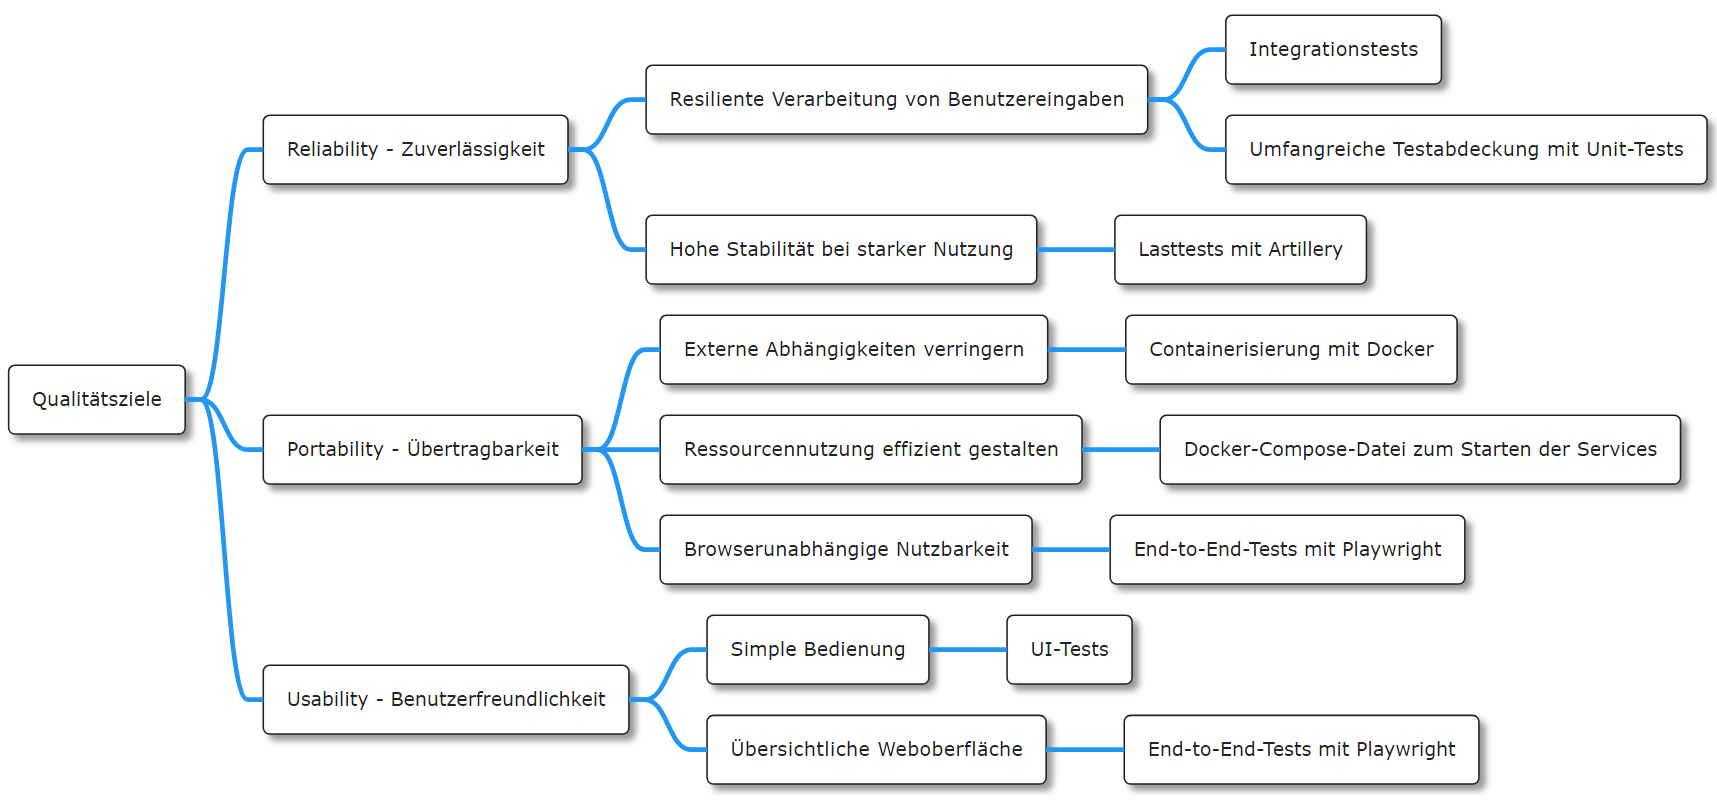 Qualitätsziele
Reliability - Zuverlässigkeit
Resiliente Verarbeitung von Benutzereingaben
Integrationstests
Umfangreiche Testabdeckung mit Unit-Tests
Hohe Stabilität bei starker Nutzung
Lasttests mit Artillery
Portability - Übertragbarkeit
Externe Abhängigkeiten verringern
Containerisierung mit Docker
Ressourcennutzung effizient gestalten
Docker-Compose-Datei zum Starten der Services
Browserunabhängige Nutzbarkeit
End-to-End-Tests mit Playwright
Usability - Benutzerfreundlichkeit
Simple Bedienung
UI-Tests
Übersichtliche Weboberfläche
End-to-End-Tests mit Playwright